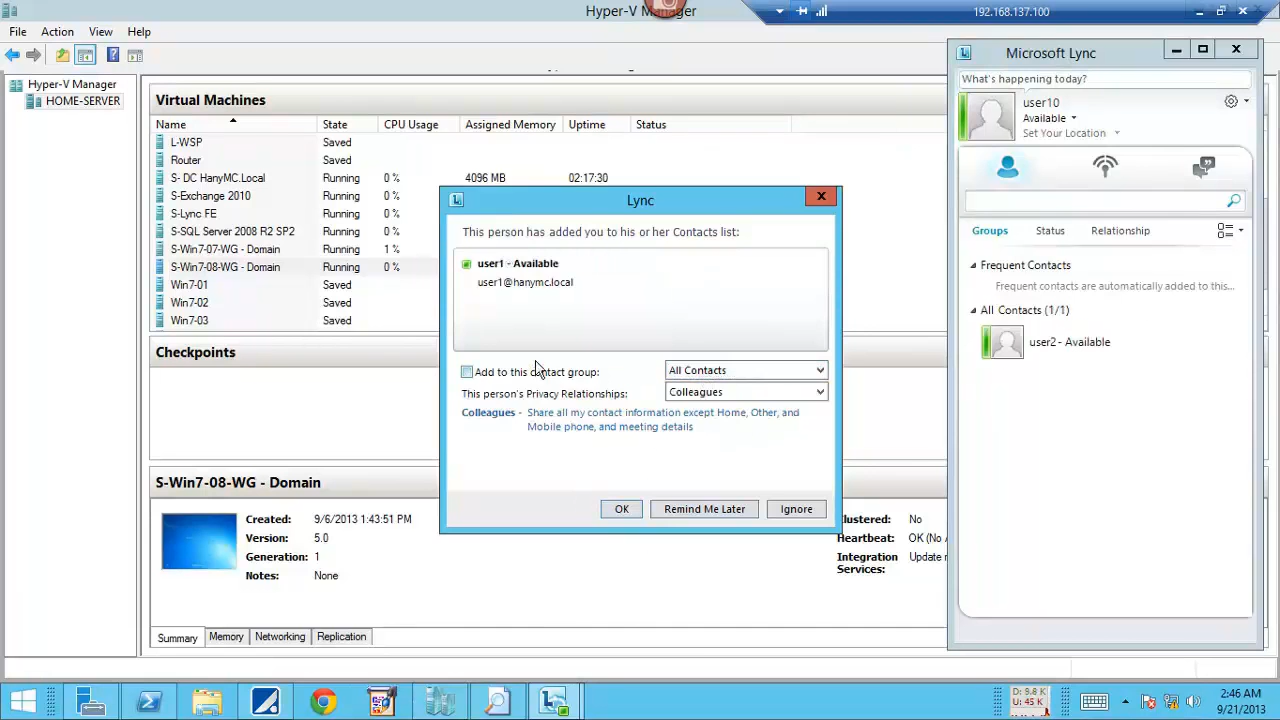 Hyper-V Manager
192.168.137.100
File Action View Help
Hyper-V Manager
HOME-SERVER
Virtual Machines
Name State CPU Usage Assigned Memory Uptime Status
L-WSP Saved
Router Saved
S- DC HanyMC.Local Running 0 % 4096 MB 02:17:30
S-Exchange 2010 Running 0 %
S-Lync FE Running 0 %
S-SQL Server 2008 R2 SP2 Running 0 %
S-Win7-07-WG - Domain Running 1 %
S-Win7-08-WG - Domain Running 0 %
Win7-01 Saved
Win7-02 Saved
Win7-03 Saved
Checkpoints
S-Win7-08-WG - Domain
Created: 9/6/2013 1:43:51 PM
Version: 5.0
Generation: 1
Notes: None
Clustered: No
Heartbeat: OK (No A
Integration Services: Update r
Summary Memory Networking Replication
Lync
This person has added you to his or her Contacts list:
user1 - Available
user1@hanymc.local
Add to this contact group: All Contacts
This person's Privacy Relationships: Colleagues
Colleagues - Share all my contact information except Home, Other, and
Mobile phone, and meeting details
OK Remind Me Later Ignore
Microsoft Lync
What's happening today?
user10
Available
Set Your Location
Groups Status Relationship
Frequent Contacts
Frequent contacts are automatically added to this...
All Contacts (1/1)
user2 - Available
D: 9.8 K
U: 45 K
2:46 AM
9/21/2013